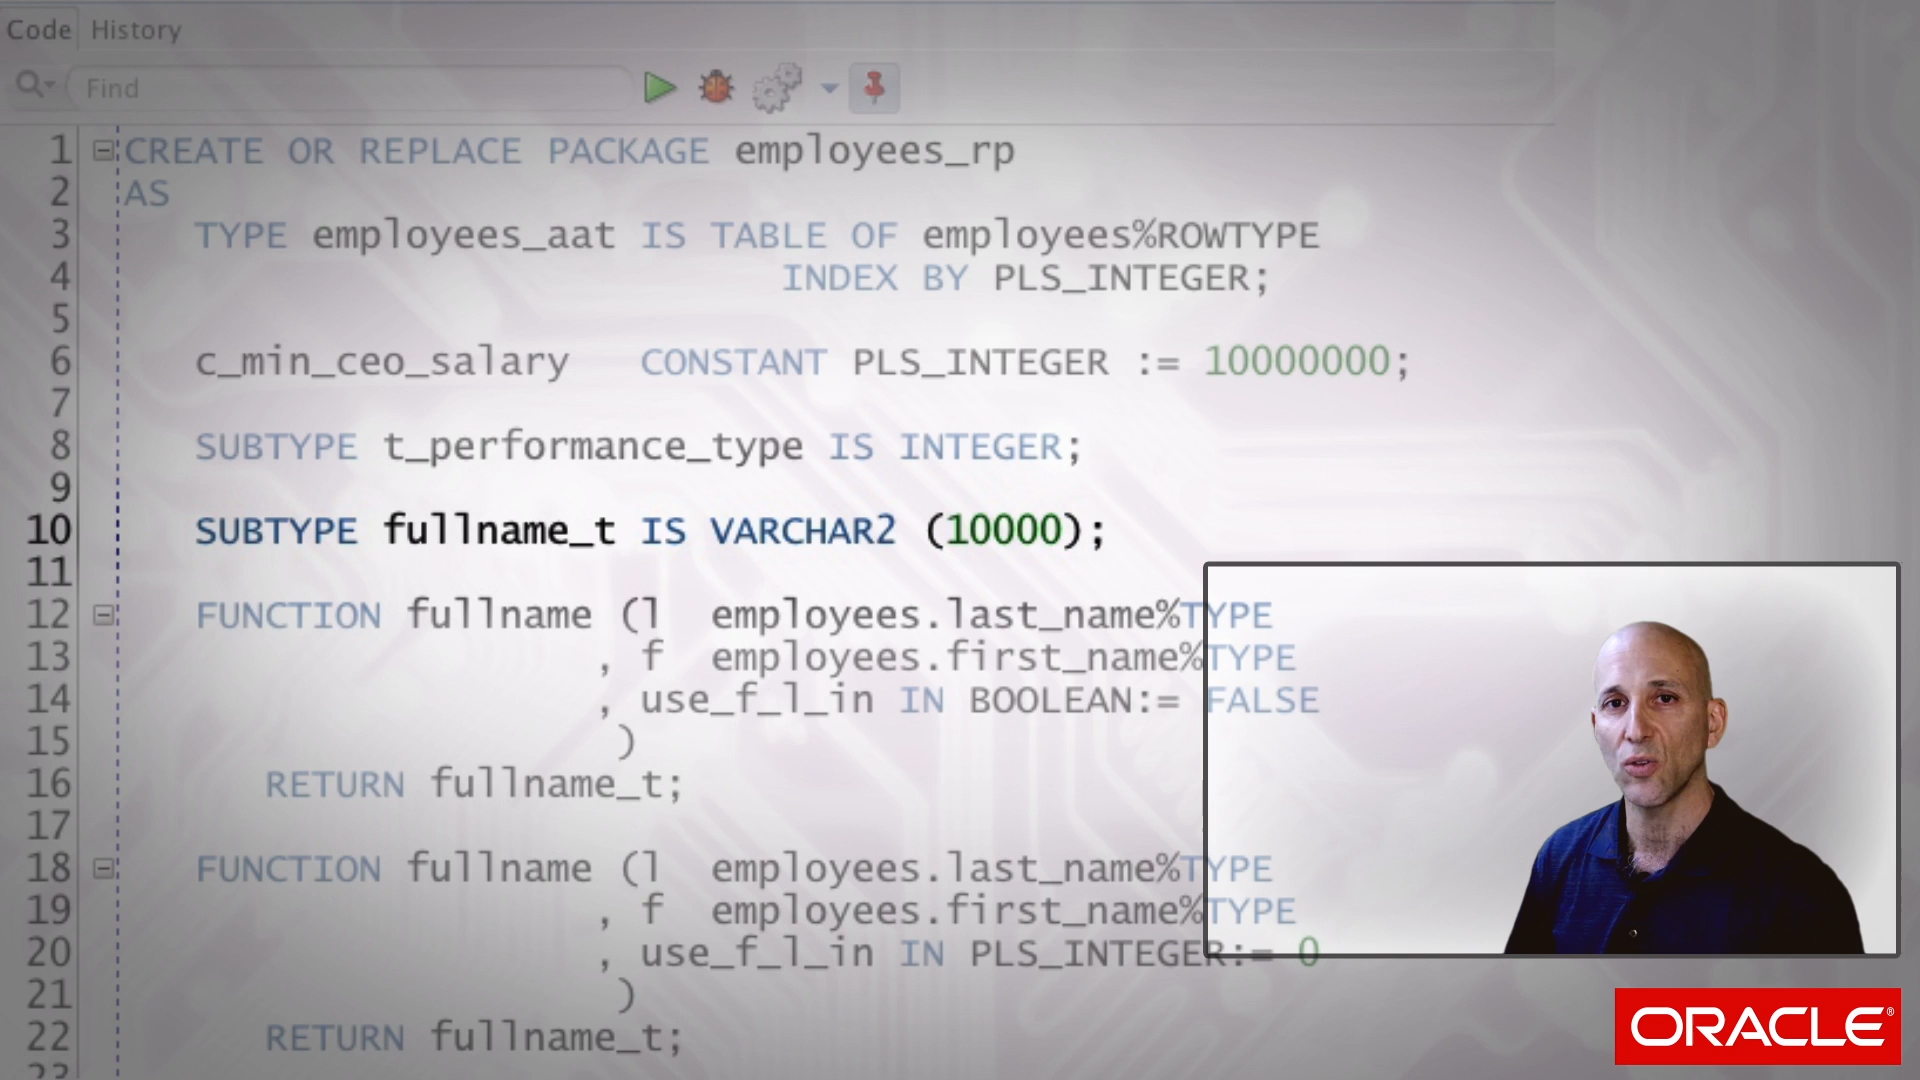 Code History
Find
1 CREATE OR REPLACE PACKAGE employees_rp
2 AS
3 TYPE employees_aat IS TABLE OF employees%ROWTYPE
4 INDEX BY PLS_INTEGER;
5
6 c_min_ceo_salary CONSTANT PLS_INTEGER := 10000000;
7
8 SUBTYPE t_performance_type IS INTEGER;
9
10 SUBTYPE fullname_t IS VARCHAR2 (10000);
11
12 FUNCTION fullname (l employees.last_name%TYPE
13 , f employees.first_name%TYPE
14 , use_f_l_in IN BOOLEAN:= FALSE
15 )
16 RETURN fullname_t;
17
18 FUNCTION fullname (l employees.last_name%TYPE
19 , f employees.first_name%TYPE
20 , use_f_l_in IN PLS_INTEGER:= 0
21 )
22 RETURN fullname_t;
23
ORACLE®